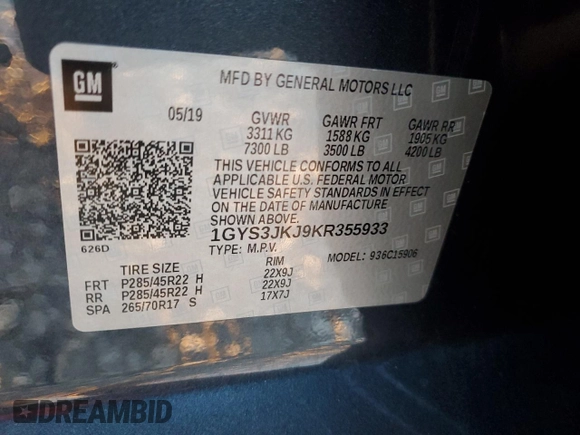 GM
MFD BY GENERAL MOTORS LLC
05/19 GVWR GAWR FRT GAWR RR
3311 KG 1588 KG 1905 KG
7300 LB 3500 LB 4200 LB
THIS VEHICLE CONFORMS TO ALL
APPLICABLE U.S. FEDERAL MOTOR
VEHICLE SAFETY STANDARDS IN EFFECT
ON THE DATE OF MANUFACTURE
SHOWN ABOVE.
1GYS3JKJ9KR355933
626D TYPE: M.P.V. MODEL: 936C15906
TIRE SIZE RIM
FRT P285/45R22 H 22X9J
RR P285/45R22 H 22X9J
SPA 265/70R17 S 17X7J
DREAMBID